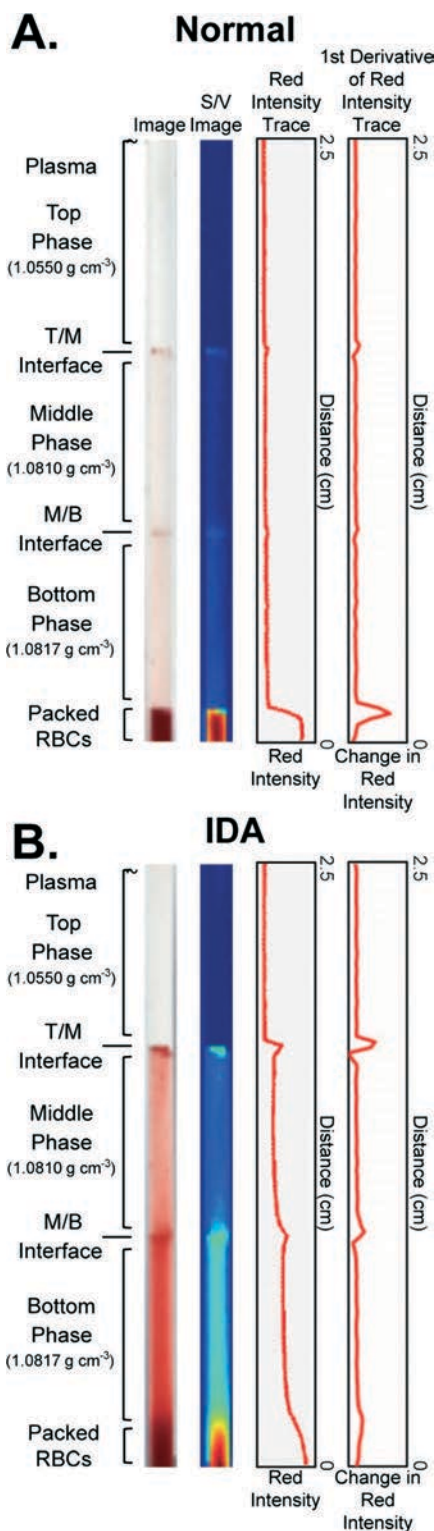 A.
Normal
Image
S/V
Image
Red
Intensity
Trace
1st Derivative
of Red
Intensity
Trace
Plasma
Top
Phase
(1.0550 g cm⁻³)
T/M
Interface
Middle
Phase
(1.0810 g cm⁻³)
M/B
Interface
Bottom
Phase
(1.0817 g cm⁻³)
Packed
RBCs
2.5
Distance (cm)
0
Red
Intensity
2.5
Distance (cm)
0
Change in
Red
Intensity
B.
IDA
Plasma
Top
Phase
(1.0550 g cm⁻³)
T/M
Interface
Middle
Phase
(1.0810 g cm⁻³)
M/B
Interface
Bottom
Phase
(1.0817 g cm⁻³)
Packed
RBCs
2.5
Distance (cm)
0
Red
Intensity
2.5
Distance (cm)
0
Change in
Red
Intensity